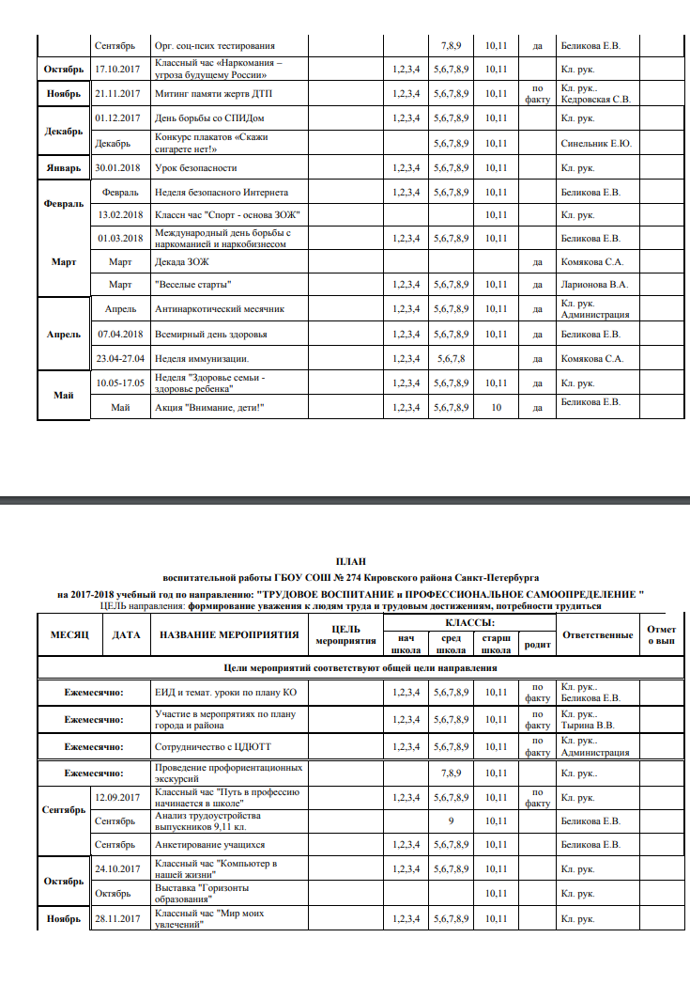 Сентябрь Орг. соц-псих тестирования 7,8,9 10,11 да Беликова Е.В.
Октябрь 17.10.2017 Классный час «Наркомания – угроза будущему России» 1,2,3,4 5,6,7,8,9 10,11 Кл. рук.
Ноябрь 21.11.2017 Митинг памяти жертв ДТП 1,2,3,4 5,6,7,8,9 10,11 по факту Кл. рук.. Кедровская С.В.
Декабрь 01.12.2017 День борьбы со СПИДом 1,2,3,4 5,6,7,8,9 10,11 Кл. рук.
Декабрь Конкурс плакатов «Скажи сигарете нет!» 5,6,7,8,9 10,11 Синельник Е.Ю.
Январь 30.01.2018 Урок безопасности 1,2,3,4 5,6,7,8,9 10,11 Кл. рук.
Февраль Февраль Неделя безопасного Интернета 1,2,3,4 5,6,7,8,9 10,11 Беликова Е.В.
13.02.2018 Классн час "Спорт - основа ЗОЖ" 10,11 Кл. рук.
01.03.2018 Международный день борьбы с наркоманией и наркобизнесом 1,2,3,4 5,6,7,8,9 10,11 Беликова Е.В.
Март Март Декада ЗОЖ да Комякова С.А.
Март "Веселые старты" 1,2,3,4 5,6,7,8,9 10,11 да Ларионова В.А.
Апрель Апрель Антинаркотический месячник 1,2,3,4 5,6,7,8,9 10,11 да Кл. рук. Администрация
07.04.2018 Всемирный день здоровья 1,2,3,4 5,6,7,8,9 10,11 да Беликова Е.В.
23.04-27.04 Неделя иммунизации. 1,2,3,4 5,6,7,8 да Комякова С.А.
Май 10.05-17.05 Неделя "Здоровье семьи - здоровье ребенка" 1,2,3,4 5,6,7,8,9 10,11 да Кл. рук.
Май Акция "Внимание, дети!" 1,2,3,4 5,6,7,8,9 10 да Беликова Е.В.
ПЛАН
воспитательной работы ГБОУ СОШ № 274 Кировского района Санкт-Петербурга
на 2017-2018 учебный год по направлению: "ТРУДОВОЕ ВОСПИТАНИЕ и ПРОФЕССИОНАЛЬНОЕ САМООПРЕДЕЛЕНИЕ "
ЦЕЛЬ направления: формирование уважения к людям труда и трудовым достижениям, потребности трудиться
МЕСЯЦ ДАТА НАЗВАНИЕ МЕРОПРИЯТИЯ ЦЕЛЬ мероприятия КЛАССЫ: Ответственные Отмет о вып
нач школа сред школа старш школа родит
Цели мероприятий соответствуют общей цели направления
Ежемесячно: ЕИД и темат. уроки по плану КО 1,2,3,4 5,6,7,8,9 10,11 по факту Кл. рук.. Беликова Е.В.
Ежемесячно: Участие в меропрятиях по плану города и района 1,2,3,4 5,6,7,8,9 10,11 по факту Кл. рук.. Тырина В.В.
Ежемесячно: Сотрудничество с ЦДЮТТ 1,2,3,4 5,6,7,8,9 10,11 по факту Кл. рук.. Администрация
Ежемесячно: Проведение профориентационных экскурсий 7,8,9 10,11 Кл. рук..
Сентябрь 12.09.2017 Классный час "Путь в профессию начинается в школе" 1,2,3,4 5,6,7,8,9 10,11 по факту Кл. рук.
Сентябрь Анализ трудоустройства выпускников 9,11 кл. 9 10,11 Беликова Е.В.
Сентябрь Анкетирование учащихся 1,2,3,4 5,6,7,8,9 10,11 Беликова Е.В.
Октябрь 24.10.2017 Классный час "Компьютер в нашей жизни" 1,2,3,4 5,6,7,8,9 10,11 Кл. рук.
Октябрь Выставка "Горизонты образования" 10,11 Кл. рук.
Ноябрь 28.11.2017 Классный час "Мир моих увлечений" 1,2,3,4 5,6,7,8,9 10,11 Кл. рук.